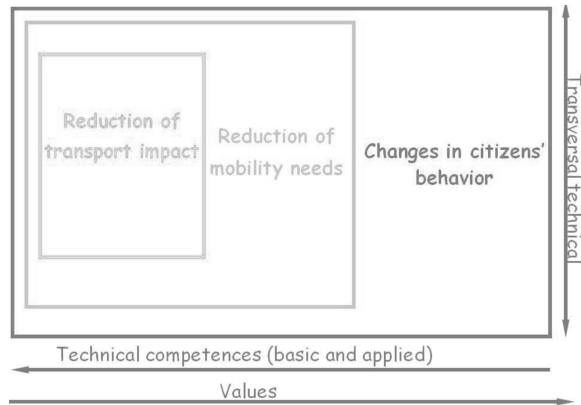 Reduction of
transport impact
Reduction of
mobility needs
Changes in citizens'
behavior
Transversal technical
Technical competences (basic and applied)
Values